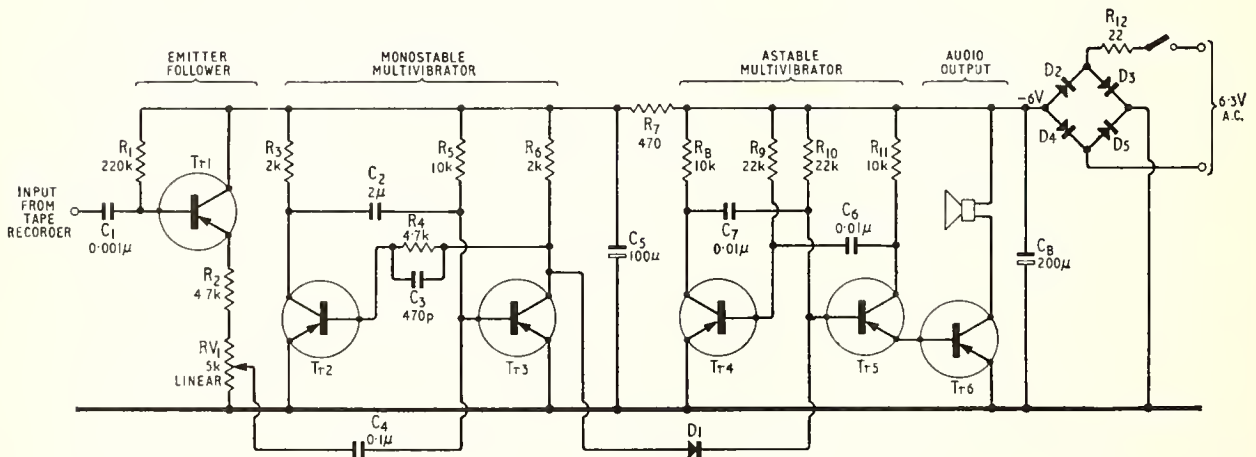 EMITTER
FOLLOWER
MONOSTABLE
MULTIVIBRATOR
ASTABLE
MULTIVIBRATOR
AUDIO
OUTPUT
R12
22
D2
D3
-6V
D4
D5
6·3V
A.C.
R1
220k
Tr1
R3
2k
C2
2μ
R5
10k
R6
2k
R7
470
R8
10k
R9
22k
R10
22k
R11
10k
INPUT
FROM
TAPE
RECORDER
C1
0·001μ
R4
4·7k
C3
470p
C5
100μ
C7
0·01μ
C6
0·01μ
C8
200μ
R2
4·7k
RV1
5k
LINEAR
Tr2
Tr3
Tr4
Tr5
Tr6
C4
0·1μ
D1